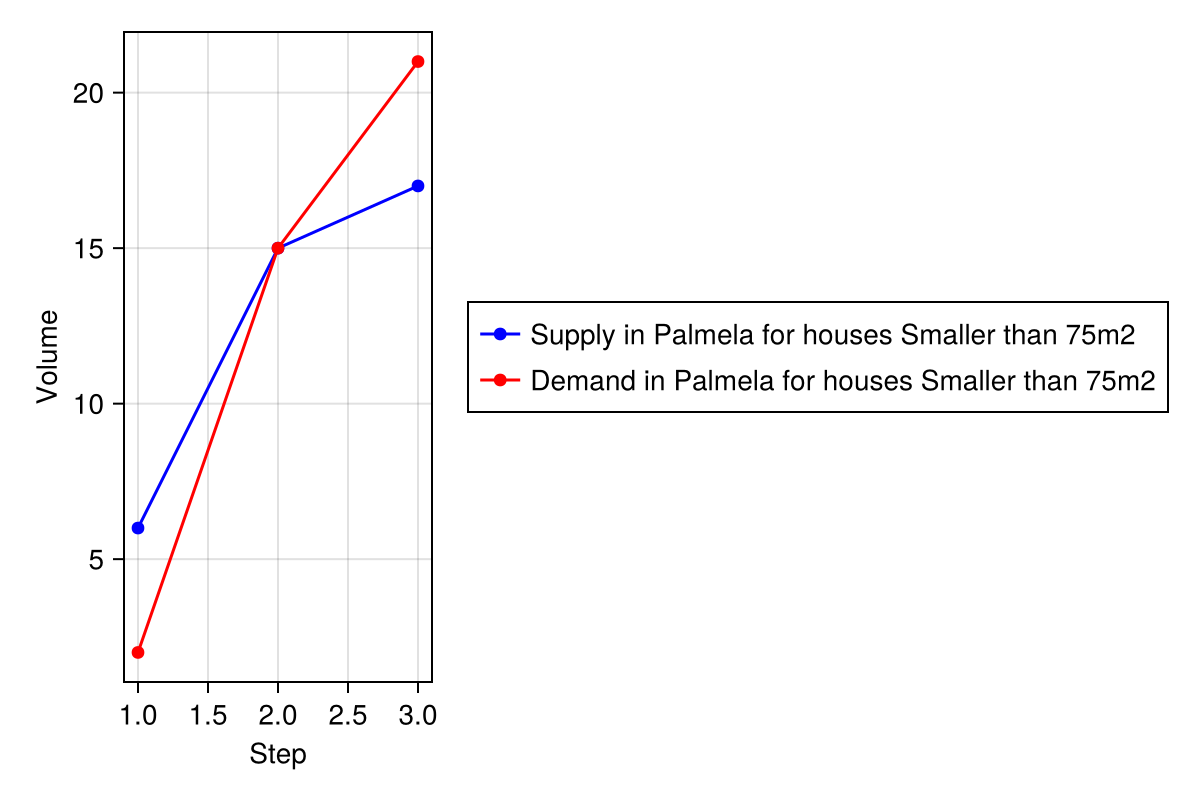 20
15
10
5
Volume
1.0 1.5 2.0 2.5 3.0
Step
Supply in Palmela for houses Smaller than 75m2
Demand in Palmela for houses Smaller than 75m2